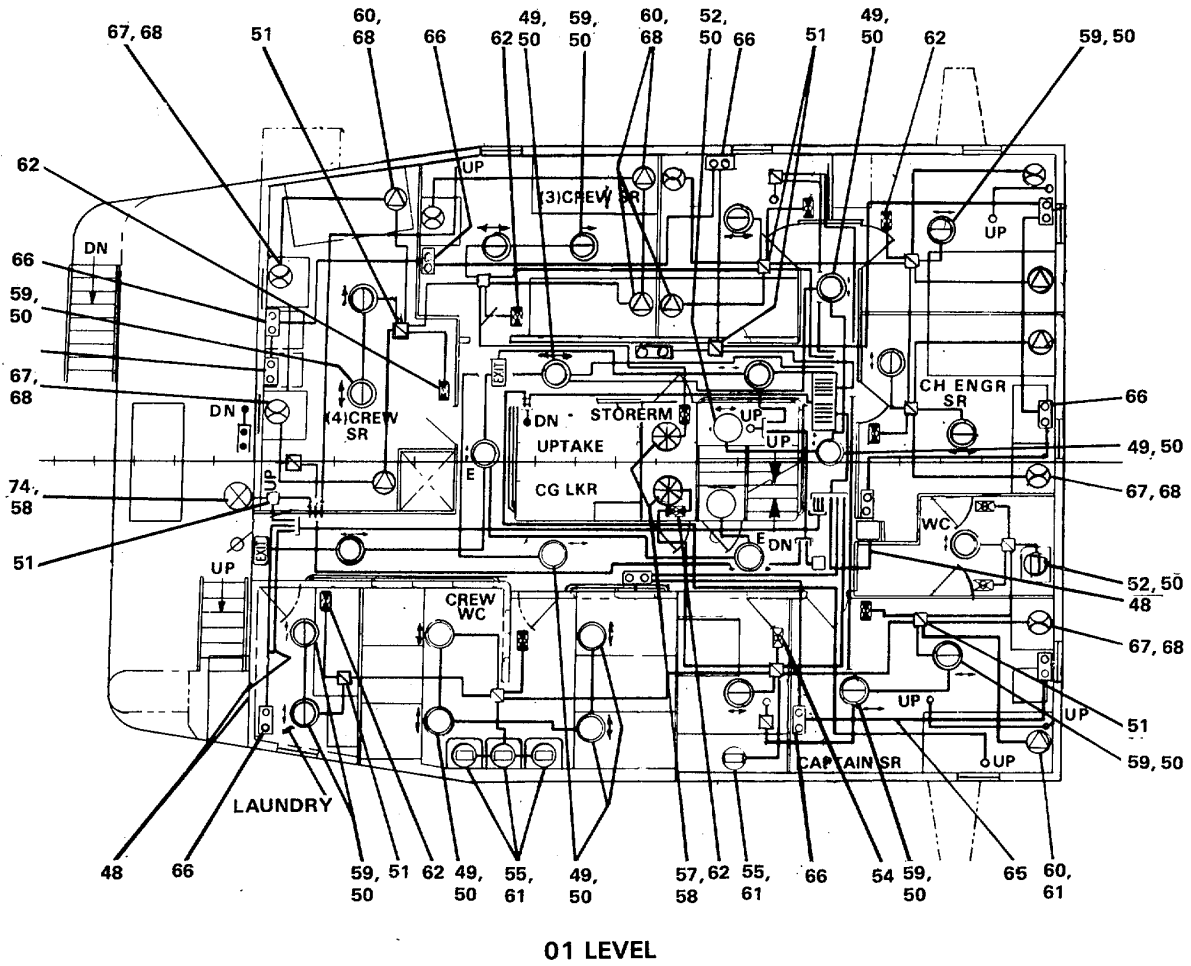 60, 68
49, 50
59, 50
60, 68
52, 50
49, 50
67, 68
51
66
62
66
51
62
59, 50
62
UP
(3)CREW SR
UP
DN
66
59, 50
EXIT
CH ENGR SR
66
67, 68
DN
(4)CREW SR
DN
STORERM
UP
UP
UPTAKE
49, 50
E
CG LKR
67, 68
74, 58
UP
WC
E
DN
51
EXIT
52, 50
48
UP
CREW WC
67, 68
UP
UP
51
CAPTAIN SR
UP
59, 50
LAUNDRY
48
66
59, 50
51
62
49, 50
55, 61
49, 50
57, 58
62
55, 61
66
54
59, 50
65
60, 61
01 LEVEL